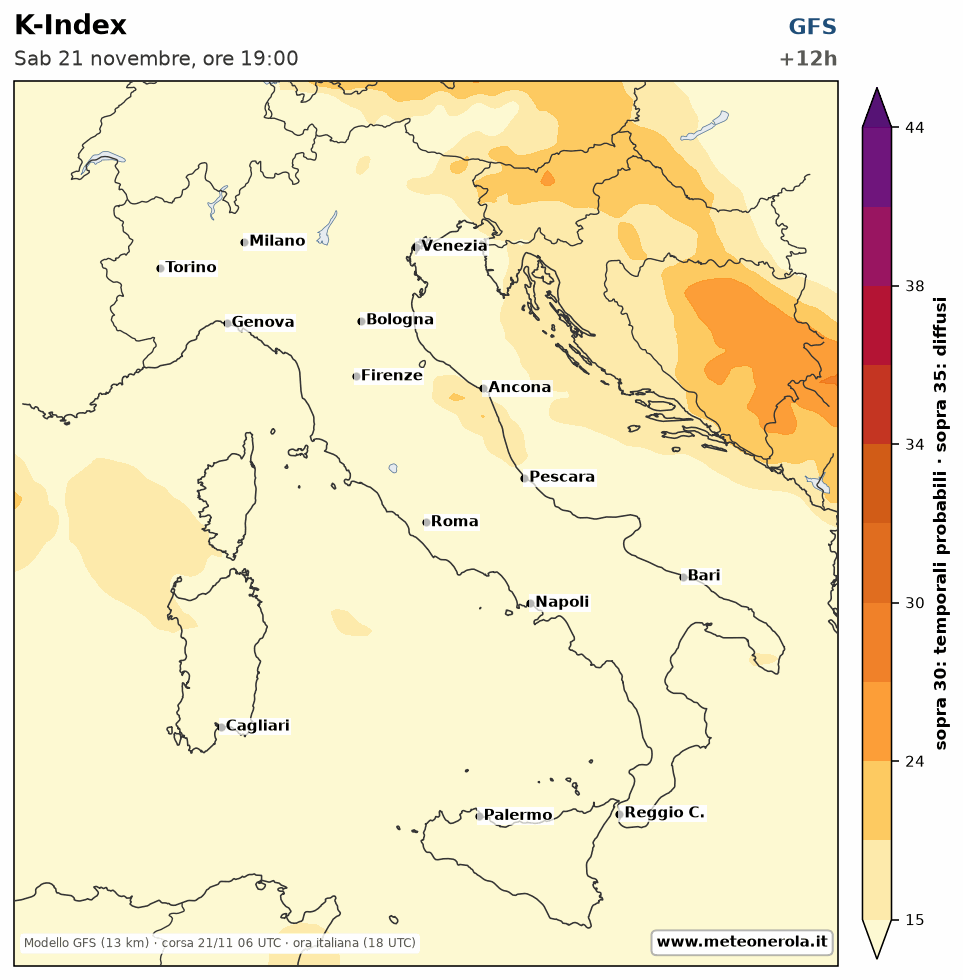 K-Index
GFS
Sab 21 novembre, ore 19:00
+12h
44
38
34
30
24
15
sopra 30: temporali probabili · sopra 35: diffusi
Milano
Venezia
Torino
Genova
Bologna
Firenze
Ancona
Pescara
Roma
Bari
Napoli
Cagliari
Palermo
Reggio C.
Modello GFS (13 km) · corsa 21/11 06 UTC · ora italiana (18 UTC)
www.meteonerola.it